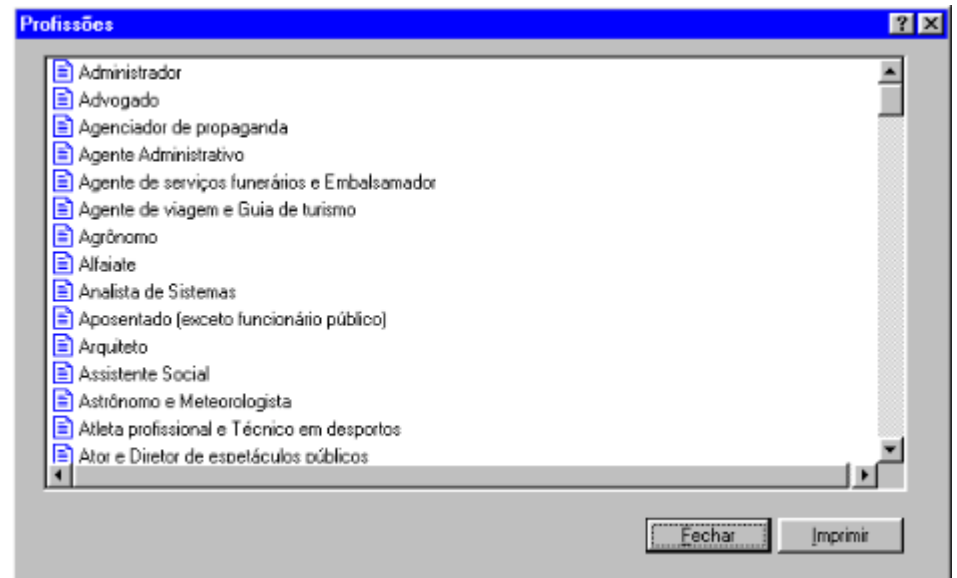 Profissões
Administrador
Advogado
Agenciador de propaganda
Agente Administrativo
Agente de serviços funerários e Embalsamador
Agente de viagem e Guia de turismo
Agrônomo
Alfaiate
Analista de Sistemas
Aposentado (exceto funcionário público)
Arquiteto
Assistente Social
Astrônomo e Meteorologista
Atleta profissional e Técnico em desportos
Ator e Diretor de espetáculos públicos
Fechar Imprimir